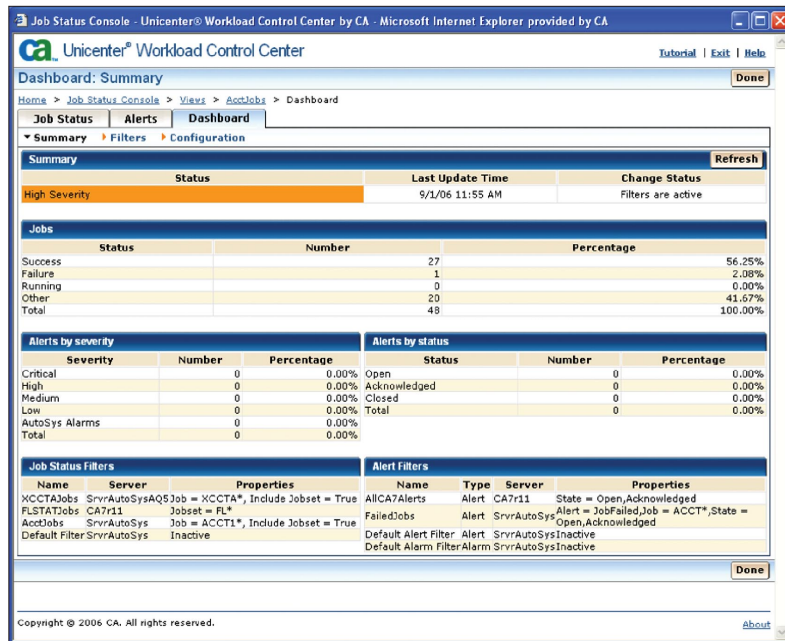 Job Status Console - Unicenter® Workload Control Center by CA - Microsoft Internet Explorer provided by CA
ca Unicenter® Workload Control Center
Tutorial | Exit | Help
Dashboard: Summary Done
Home > Job Status Console > Views > AcctJobs > Dashboard
Job Status Alerts Dashboard
Summary Filters Configuration
Summary Refresh
Status Last Update Time Change Status
High Severity 9/1/06 11:55 AM Filters are active
Jobs
Status Number Percentage
Success 27 56.25%
Failure 1 2.08%
Running 0 0.00%
Other 20 41.67%
Total 48 100.00%
Alerts by severity
Severity Number Percentage
Critical 0 0.00%
High 0 0.00%
Medium 0 0.00%
Low 0 0.00%
AutoSys Alarms 0 0.00%
Total 0 0.00%
Alerts by status
Status Number Percentage
Open 0 0.00%
Acknowledged 0 0.00%
Closed 0 0.00%
Total 0 0.00%
Job Status Filters
Name Server Properties
XCCTAJobs SrvrAutoSysAQS Job = XCCTA*, Include Jobset = True
FLSTATJobs CA7r11 Jobset = FL*
AcctJobs SrvrAutoSys Job = ACCT1*, Include Jobset = True
Default Filter SrvrAutoSys Inactive
Alert Filters
Name Type Server Properties
AllCA7Alerts Alert CA7r11 State = Open,Acknowledged
FailedJobs Alert SrvrAutoSys Alert = JobFailed,Job = ACCT*,State =
Open,Acknowledged
Default Alert Filter Alert SrvrAutoSys Inactive
Default Alarm Filter Alarm SrvrAutoSys Inactive
Done
Copyright © 2006 CA. All rights reserved.
About